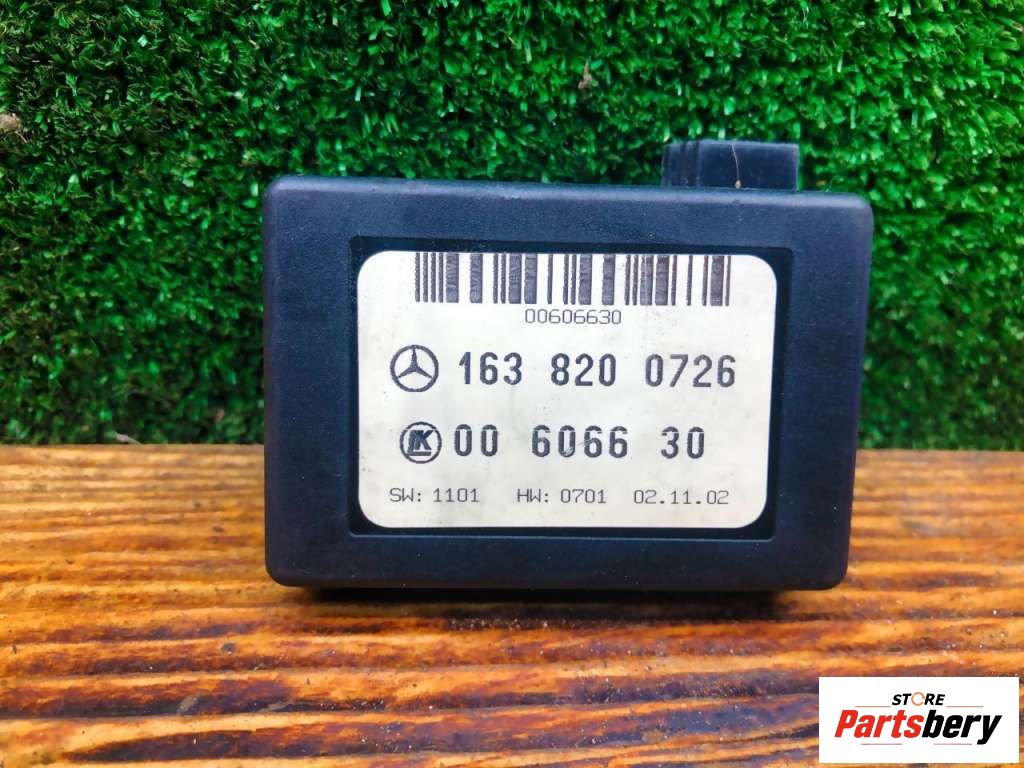 00606630
163 820 0726
K 00 6066 30
SW: 1101 HW: 0701 02.11.02
STORE
Partsbery